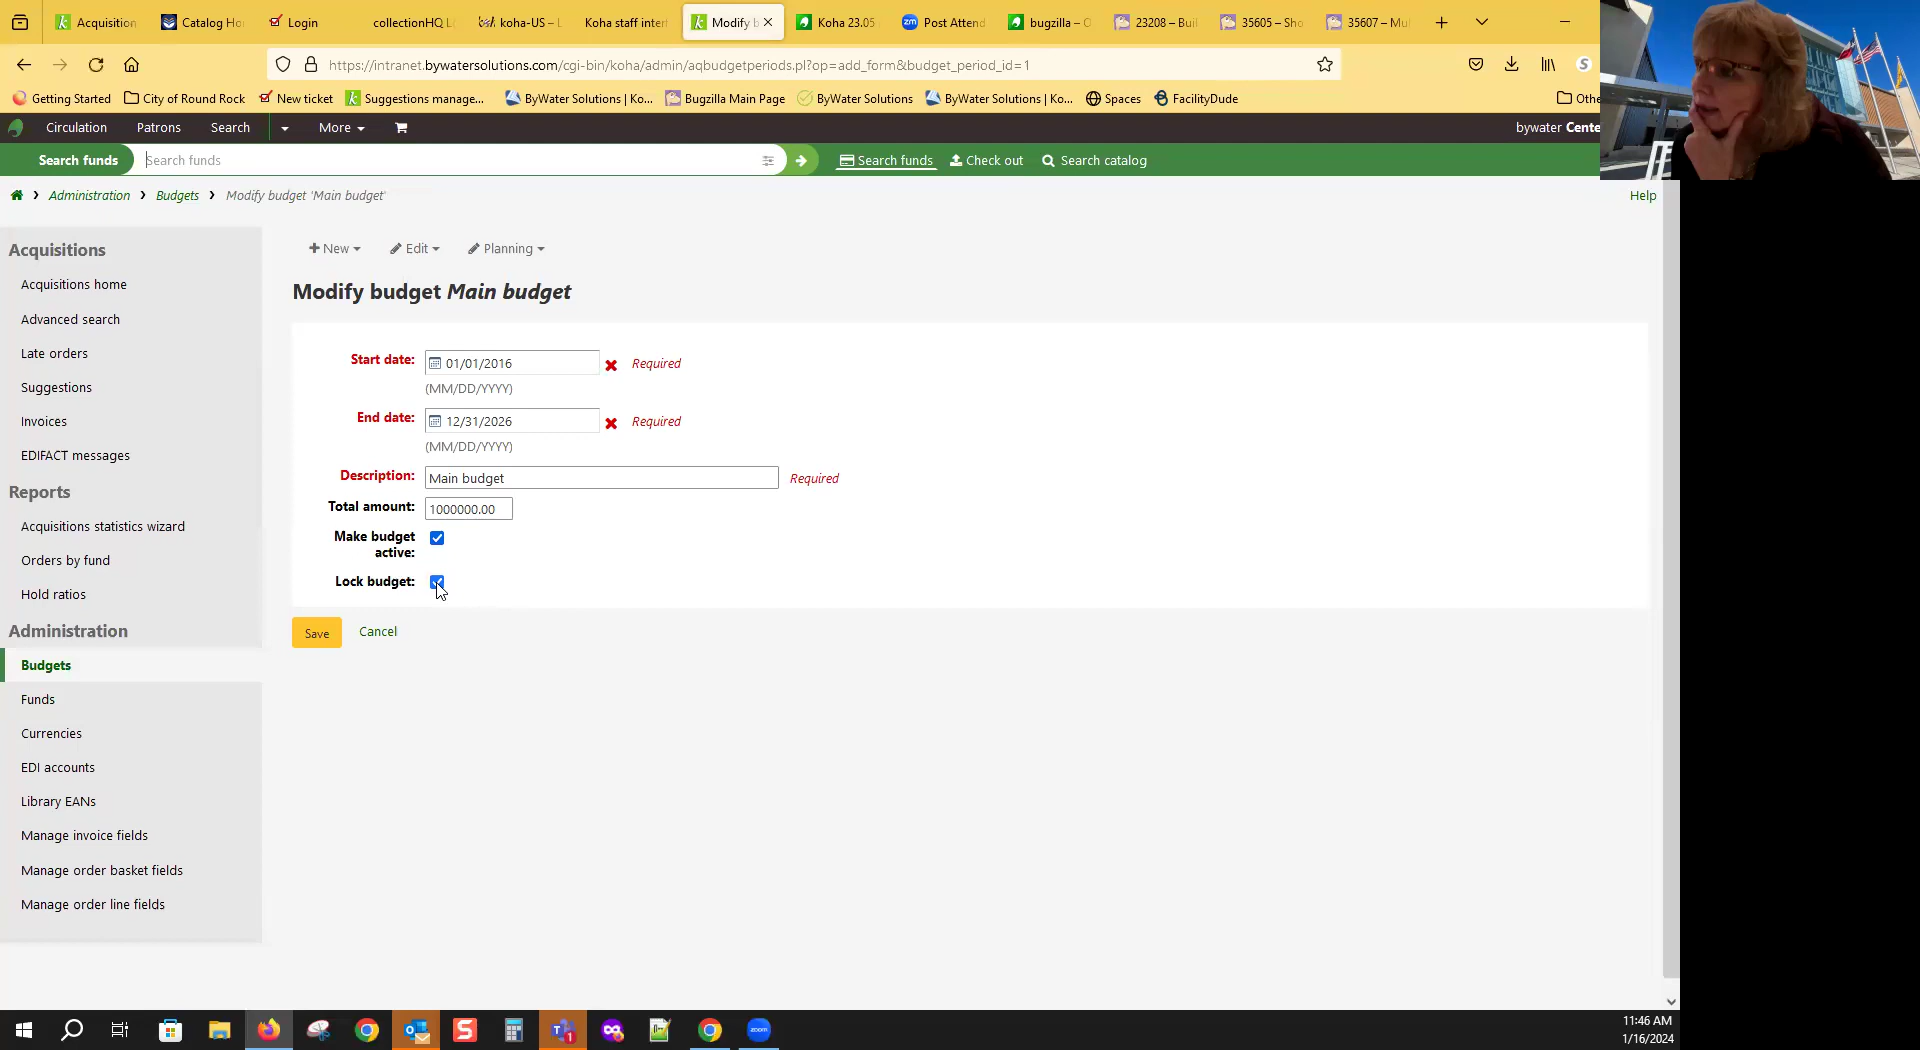 Acquisition
Catalog Ho
Login
collectionHQ L
koha-US – L
Koha staff inter
Modify b
Koha 23.05
Post Attend
bugzilla – O
23208 – Bui
35605 – Sho
35607 – Mul
https://intranet.bywatersolutions.com/cgi-bin/koha/admin/aqbudgetperiods.pl?op=add_form&budget_period_id=1
Getting Started
City of Round Rock
New ticket
Suggestions manage...
ByWater Solutions | Ko...
Bugzilla Main Page
ByWater Solutions
ByWater Solutions | Ko...
Spaces
FacilityDude
Othe
Circulation
Patrons
Search
More
bywater Cente
Search funds
Search funds
Search funds
Check out
Search catalog
Administration
Budgets
Modify budget 'Main budget'
Help
Acquisitions
Acquisitions home
Advanced search
Late orders
Suggestions
Invoices
EDIFACT messages
Reports
Acquisitions statistics wizard
Orders by fund
Hold ratios
Administration
Budgets
Funds
Currencies
EDI accounts
Library EANs
Manage invoice fields
Manage order basket fields
Manage order line fields
+ New
Edit
Planning
Modify budget Main budget
Start date: 01/01/2016 Required
(MM/DD/YYYY)
End date: 12/31/2026 Required
(MM/DD/YYYY)
Description: Main budget Required
Total amount: 1000000.00
Make budget
active:
Lock budget:
Save
Cancel
11:46 AM
1/16/2024